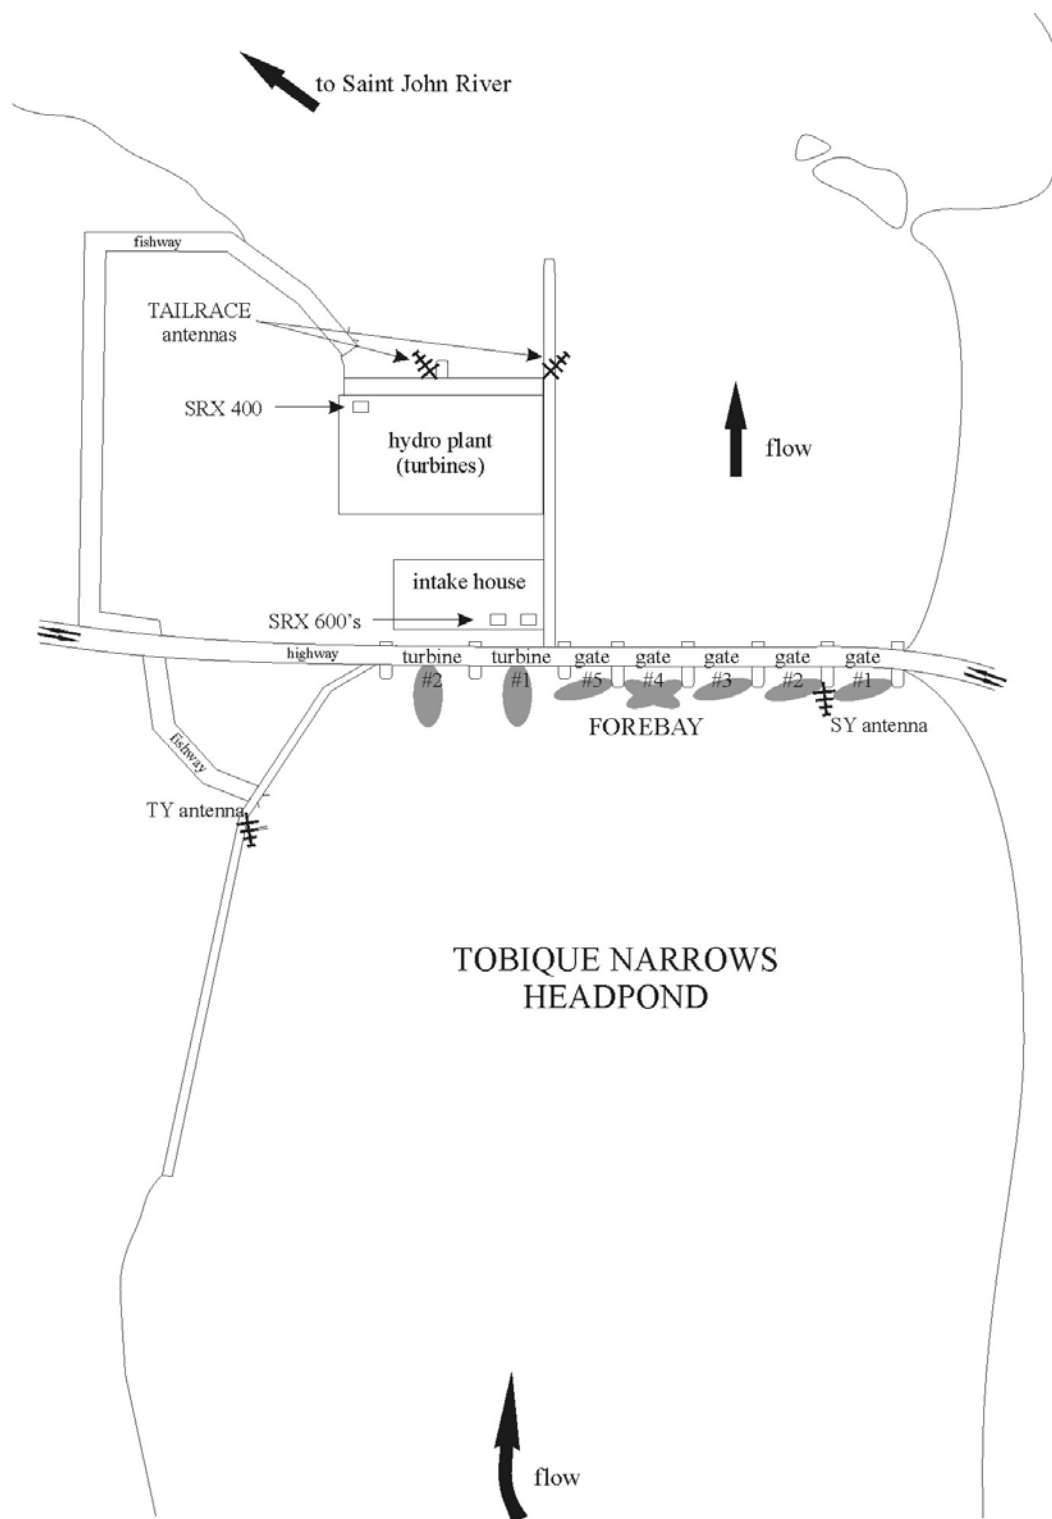 to Saint John River
fishway
TAILRACE
antennas
SRX 400
hydro plant
(turbines)
flow
intake house
SRX 600's
highway
turbine
#2
turbine
#1
gate
#5
gate
#4
gate
#3
gate
#2
gate
#1
FOREBAY
SY antenna
fishway
TY antenna
TOBIQUE NARROWS
HEADPOND
flow